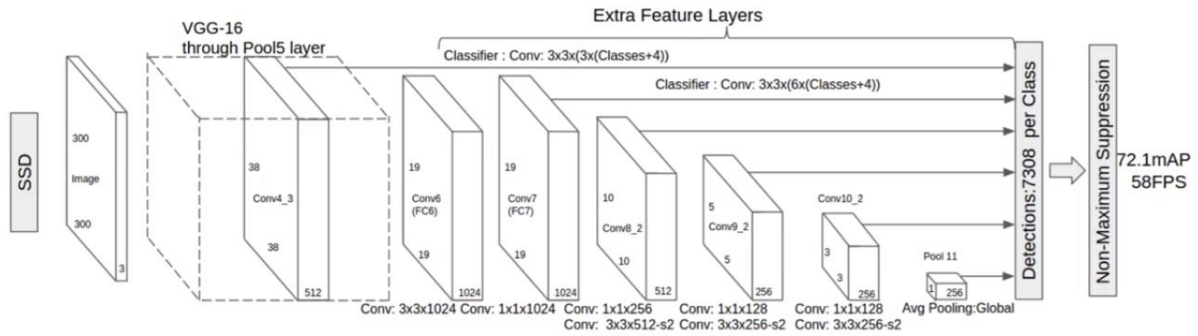 Extra Feature Layers
VGG-16
through Pool5 layer
Classifier : Conv: 3x3x(3x(Classes+4))
Classifier : Conv: 3x3x(6x(Classes+4))
SSD
300
Image
300
3
38
Conv4_3
38
512
19
Conv6
(FC6)
19
1024
19
Conv7
(FC7)
19
1024
10
Conv8_2
10
512
5
Conv9_2
5
256
Conv10_2
3
3
256
Pool 11
1
256
Avg Pooling:Global
Conv: 3x3x1024
Conv: 1x1x1024
Conv: 1x1x256
Conv: 3x3x512-s2
Conv: 1x1x128
Conv: 3x3x256-s2
Conv: 1x1x128
Conv: 3x3x256-s2
Detections:7308 per Class
Non-Maximum Suppression
72.1mAP
58FPS